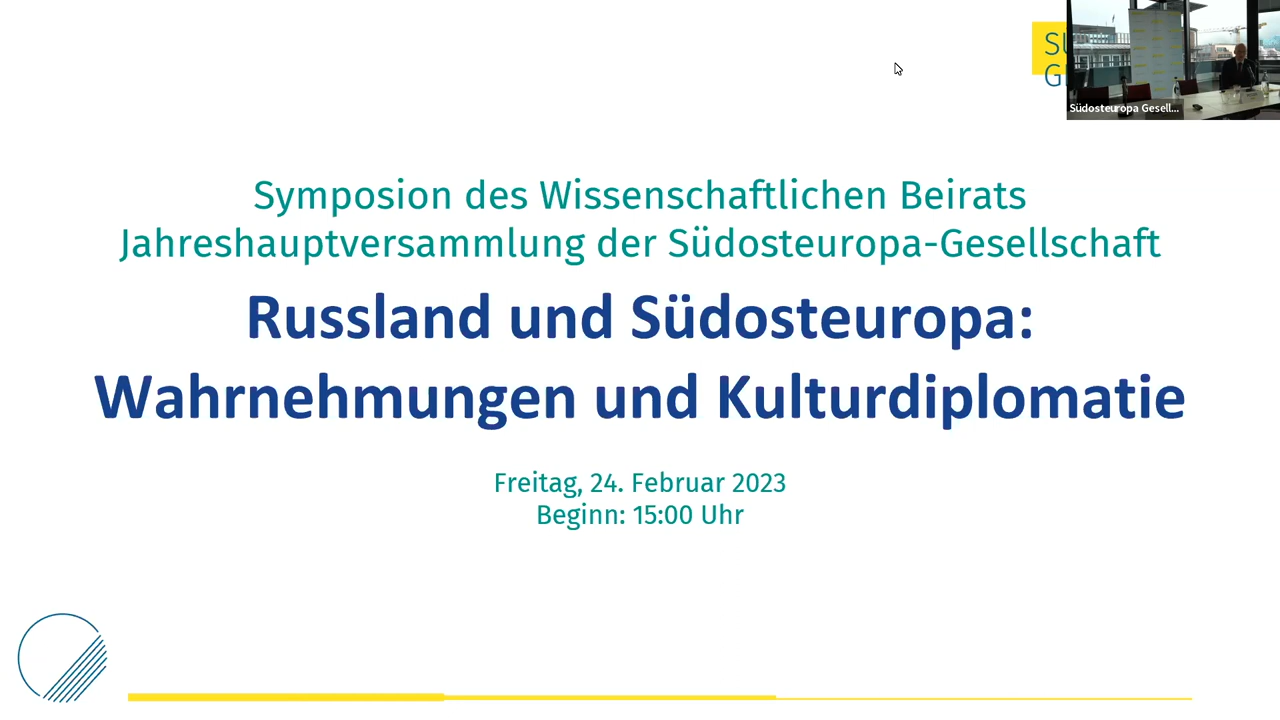 Südosteuropa Gesell...
Symposion des Wissenschaftlichen Beirats
Jahreshauptversammlung der Südosteuropa-Gesellschaft
Russland und Südosteuropa:
Wahrnehmungen und Kulturdiplomatie
Freitag, 24. Februar 2023
Beginn: 15:00 Uhr